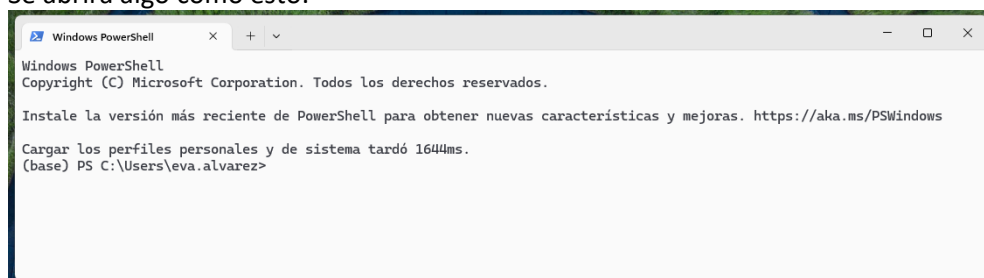 Se abrirá algo como esto:
Windows PowerShell
Windows PowerShell
Copyright (C) Microsoft Corporation. Todos los derechos reservados.
Instale la versión más reciente de PowerShell para obtener nuevas características y mejoras. https://aka.ms/PSWindows
Cargar los perfiles personales y de sistema tardó 1644ms.
(base) PS C:\Users\eva.alvarez>